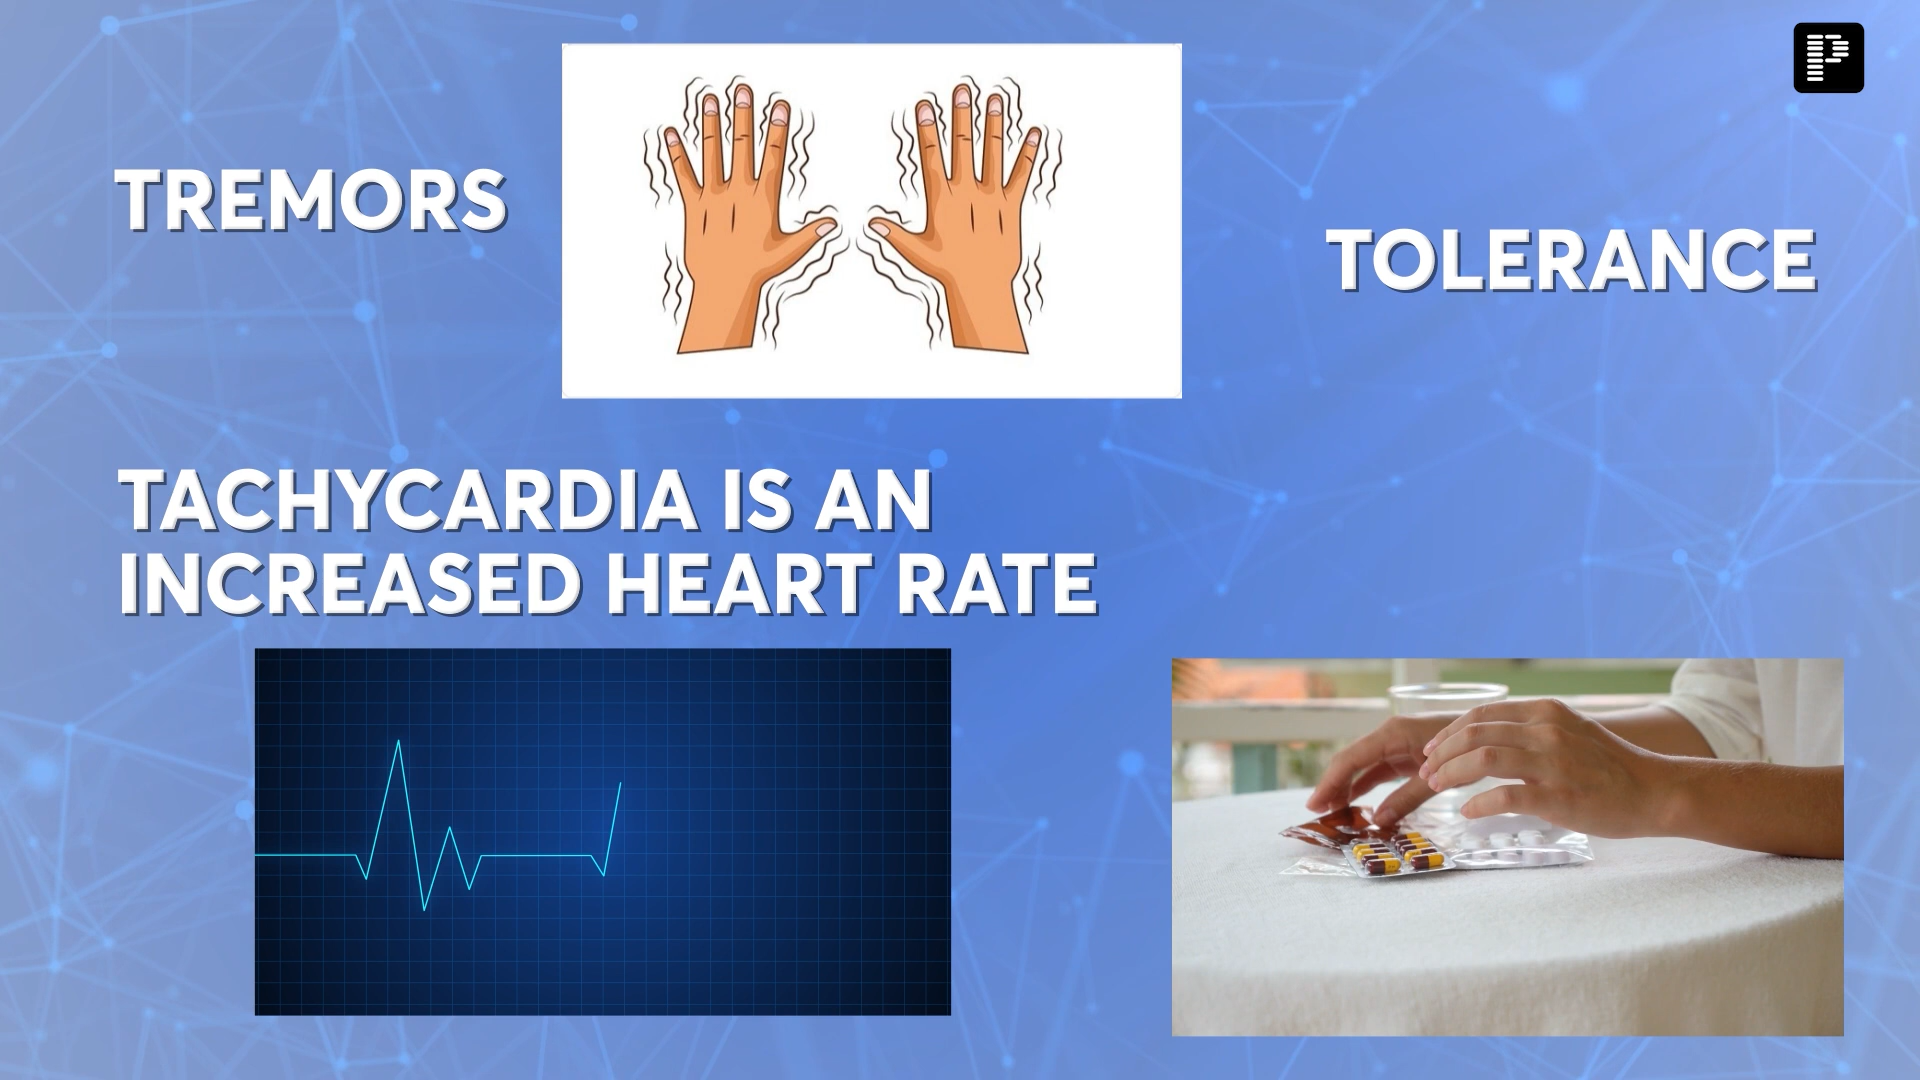 TREMORS
TOLERANCE
TACHYCARDIA IS AN
INCREASED HEART RATE